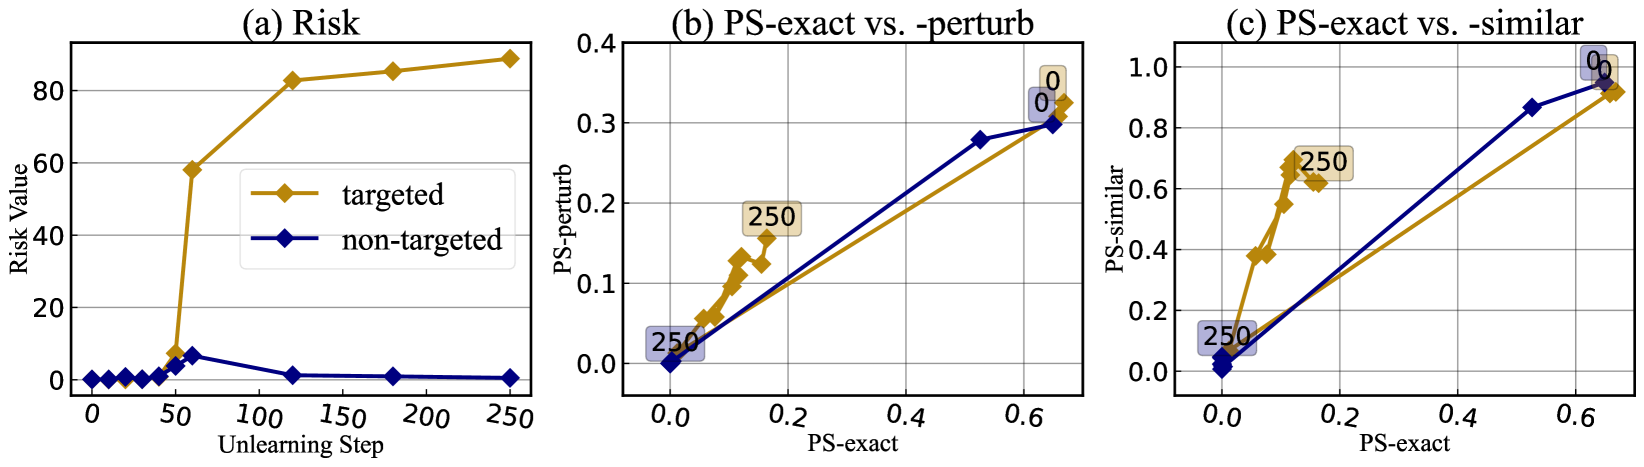 (a) Risk
Risk Value
80
60
40
20
0
targeted
non-targeted
0 50 100 150 200 250
Unlearning Step
(b) PS-exact vs. -perturb
PS-perturb
0.4
0.3
0.2
0.1
0.0
0
0
250
250
0.0 0.2 0.4 0.6
PS-exact
(c) PS-exact vs. -similar
PS-similar
1.0
0.8
0.6
0.4
0.2
0.0
0
0
250
250
0.0 0.2 0.4 0.6
PS-exact